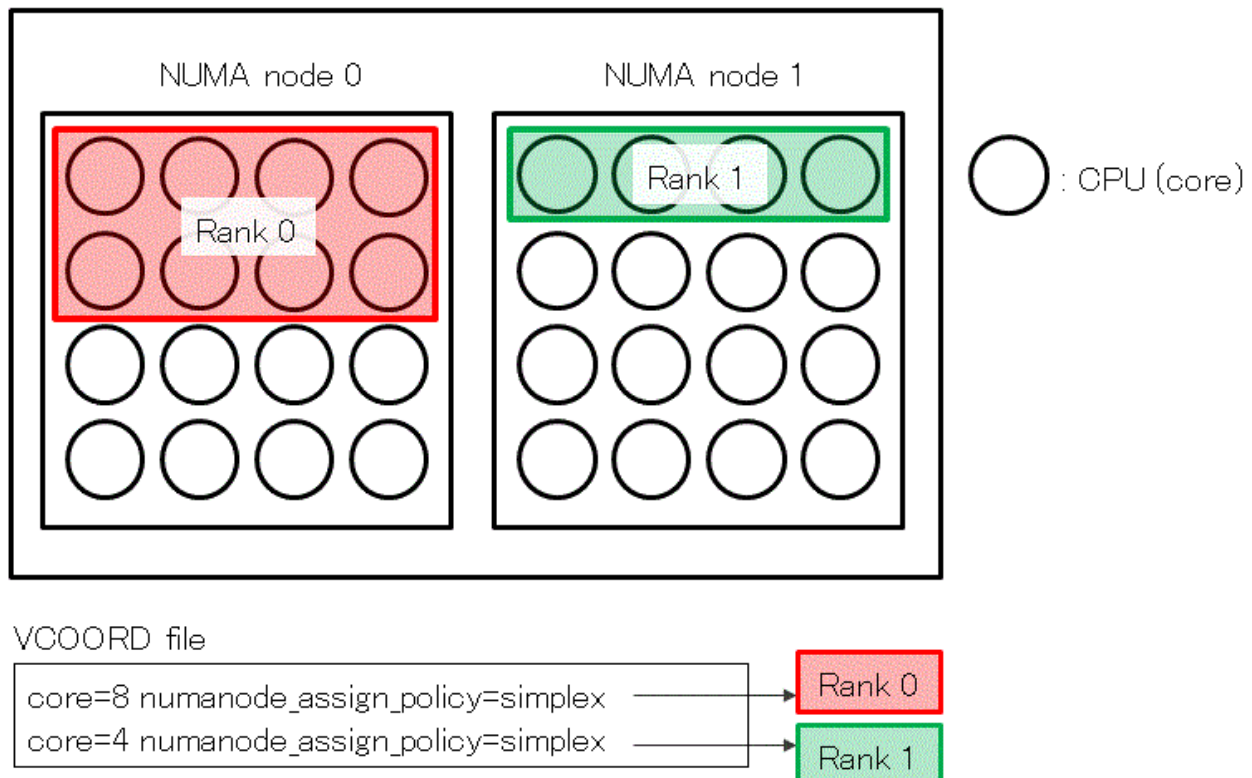 NUMA node 0
NUMA node 1
Rank 0
Rank 1
: CPU (core)
VCOORD file
core=8 numanode_assign_policy=simplex
Rank 0
core=4 numanode_assign_policy=simplex
Rank 1